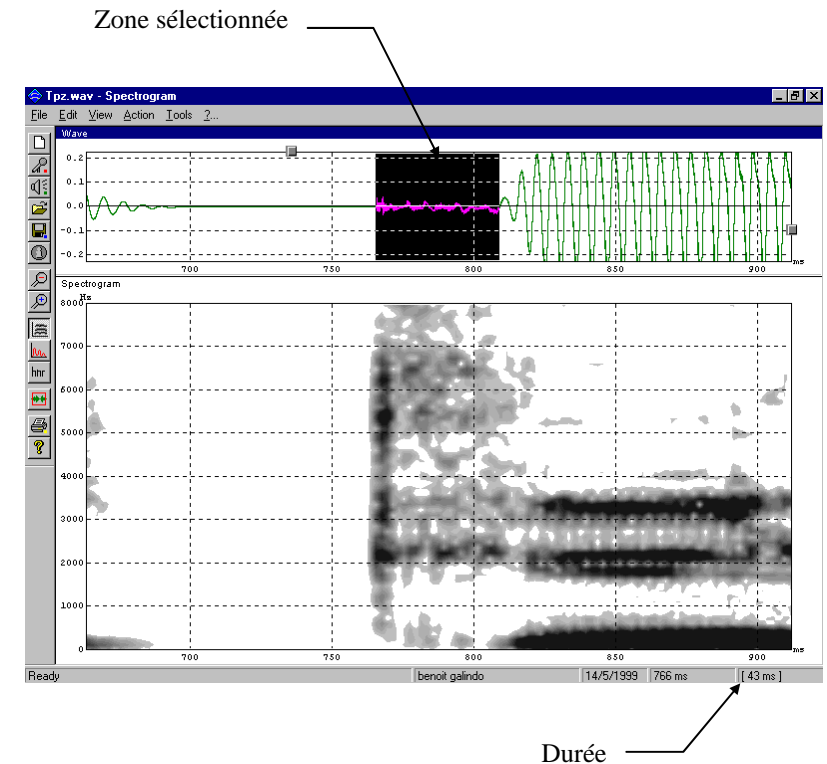 Zone sélectionnée
Tpz.wav - Spectrogram
File Edit View Action Tools ?...
Wave
0.2
0.1
0.0
-0.1
-0.2
700 750 800 850 900 ms
Spectrogram
Hz
8000
7000
6000
5000
4000
3000
2000
1000
0
700 750 800 850 900 ms
hnr
Ready benoit galindo 14/5/1999 766 ms [ 43 ms ]
Durée